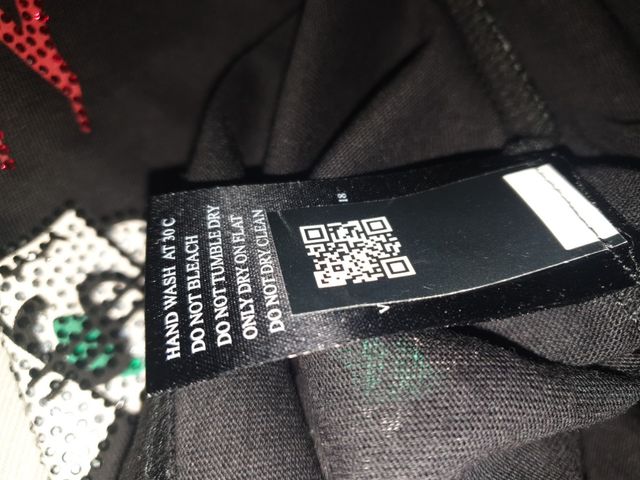 HAND WASH AT 30 C
DO NOT BLEACH
DO NOT TUMBLE DRY
ONLY DRY ON FLAT
DO NOT DRY CLEAN
18